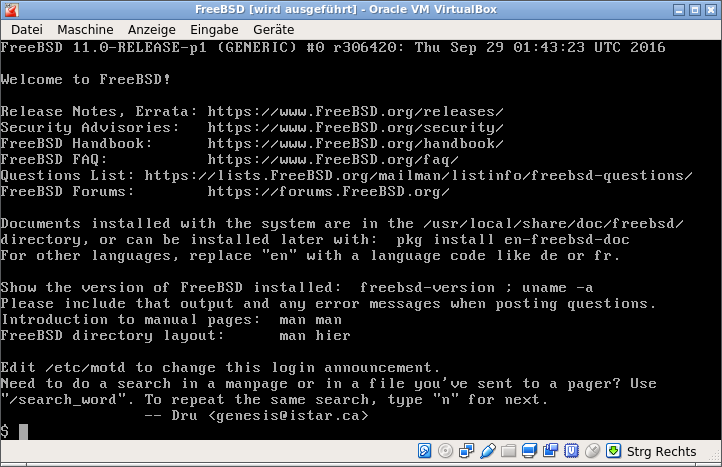 FreeBSD [wird ausgeführt] - Oracle VM VirtualBox
Datei Maschine Anzeige Eingabe Geräte
FreeBSD 11.0-RELEASE-p1 (GENERIC) #0 r306420: Thu Sep 29 01:43:23 UTC 2016
Welcome to FreeBSD!
Release Notes, Errata: https://www.FreeBSD.org/releases/
Security Advisories: https://www.FreeBSD.org/security/
FreeBSD Handbook: https://www.FreeBSD.org/handbook/
FreeBSD FAQ: https://www.FreeBSD.org/faq/
Questions List: https://lists.FreeBSD.org/mailman/listinfo/freebsd-questions/
FreeBSD Forums: https://forums.FreeBSD.org/
Documents installed with the system are in the /usr/local/share/doc/freebsd/
directory, or can be installed later with: pkg install en-freebsd-doc
For other languages, replace "en" with a language code like de or fr.
Show the version of FreeBSD installed: freebsd-version ; uname -a
Please include that output and any error messages when posting questions.
Introduction to manual pages: man man
FreeBSD directory layout: man hier
Edit /etc/motd to change this login announcement.
Need to do a search in a manpage or in a file you've sent to a pager? Use
"/search_word". To repeat the same search, type "n" for next.
-- Dru <genesis@istar.ca>
$
Strg Rechts